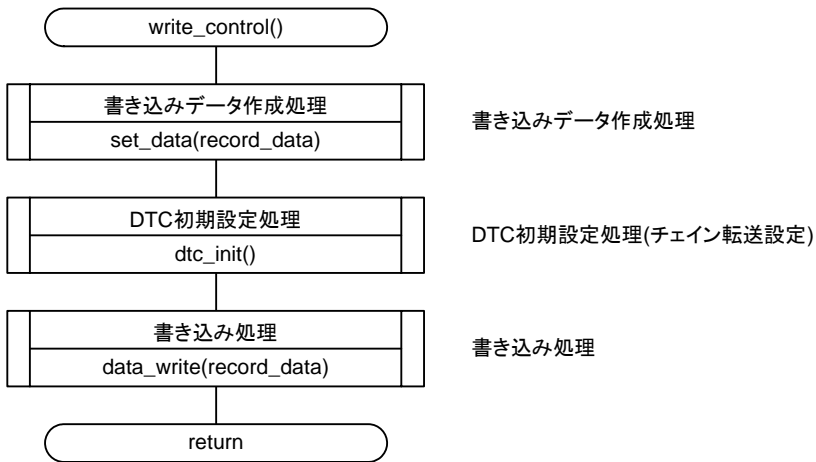 write_control()
書き込みデータ作成処理
set_data(record_data)
書き込みデータ作成処理
DTC初期設定処理
dtc_init()
DTC初期設定処理(チェイン転送設定)
書き込み処理
data_write(record_data)
書き込み処理
return